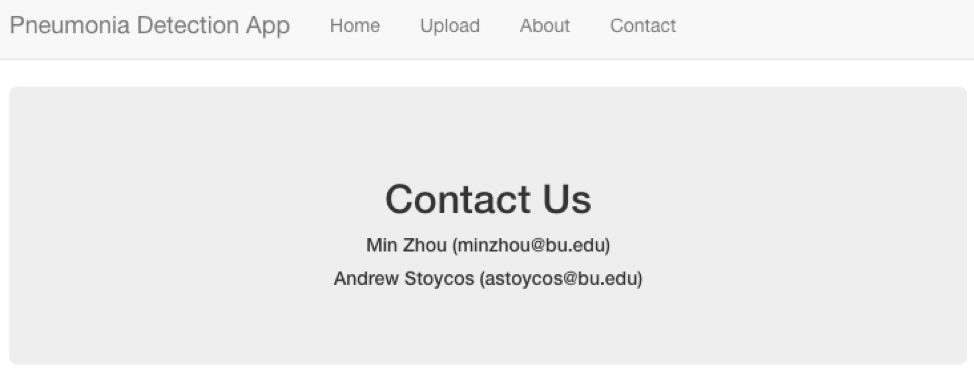 Pneumonia Detection App Home Upload About Contact
Contact Us
Min Zhou (minzhou@bu.edu)
Andrew Stoycos (astoycos@bu.edu)